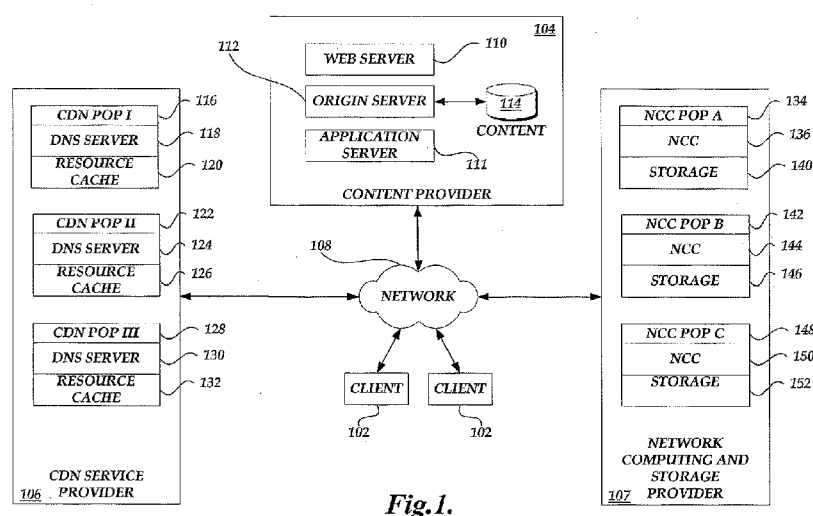 104
112
WEB SERVER
110
ORIGIN SERVER
114
CONTENT
APPLICATION
SERVER
111
CONTENT PROVIDER
CDN POP I
116
DNS SERVER
118
RESOURCE
CACHE
120
CDN POP II
122
DNS SERVER
124
RESOURCE
CACHE
126
CDN POP III
128
DNS SERVER
130
RESOURCE
CACHE
132
CDN SERVICE
PROVIDER
106
108
NETWORK
CLIENT
CLIENT
102
102
NCC POP A
134
NCC
136
STORAGE
140
NCC POP B
142
NCC
144
STORAGE
146
NCC POP C
148
NCC
150
STORAGE
152
NETWORK
COMPUTING AND
STORAGE
PROVIDER
107
Fig.1.